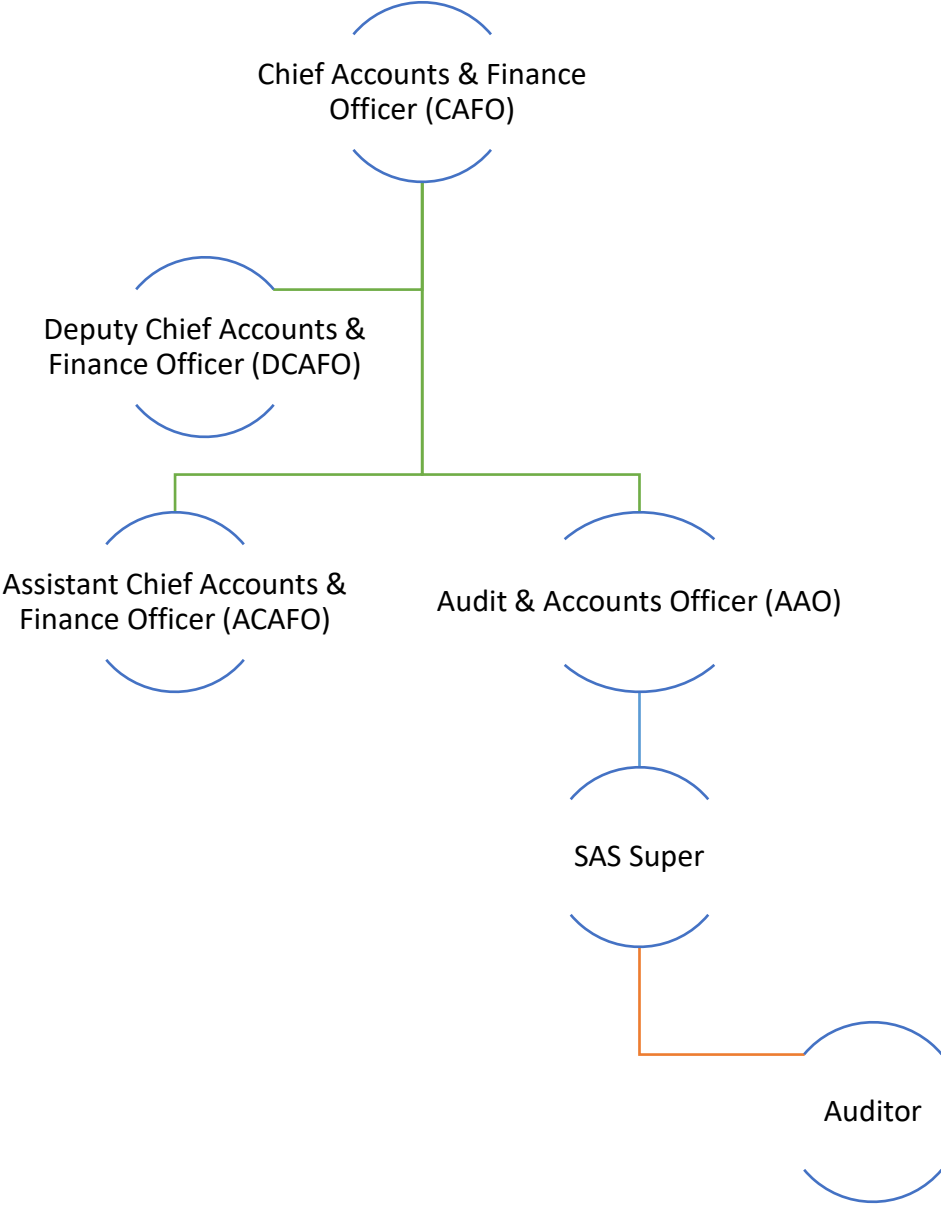 Chief Accounts & Finance
Officer (CAFO)
Deputy Chief Accounts &
Finance Officer (DCAFO)
Assistant Chief Accounts &
Finance Officer (ACAFO)
Audit & Accounts Officer (AAO)
SAS Super
Auditor